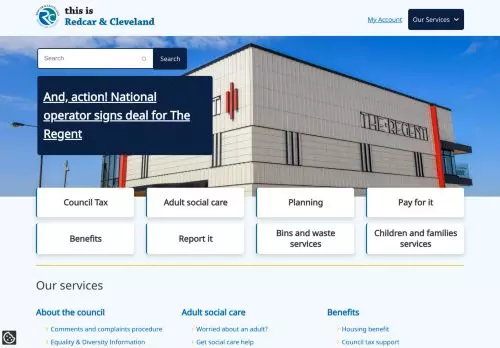 this is
Redcar & Cleveland
My Account
Our Services
Search
Search
And, action! National
operator signs deal for The
Regent
THE REGENT
Council Tax
Adult social care
Planning
Pay for it
Benefits
Report it
Bins and waste
services
Children and families
services
Our services
About the council
Adult social care
Benefits
Comments and complaints procedure
Worried about an adult?
Housing benefit
Equality & Diversity Information
Get social care help
Council tax support